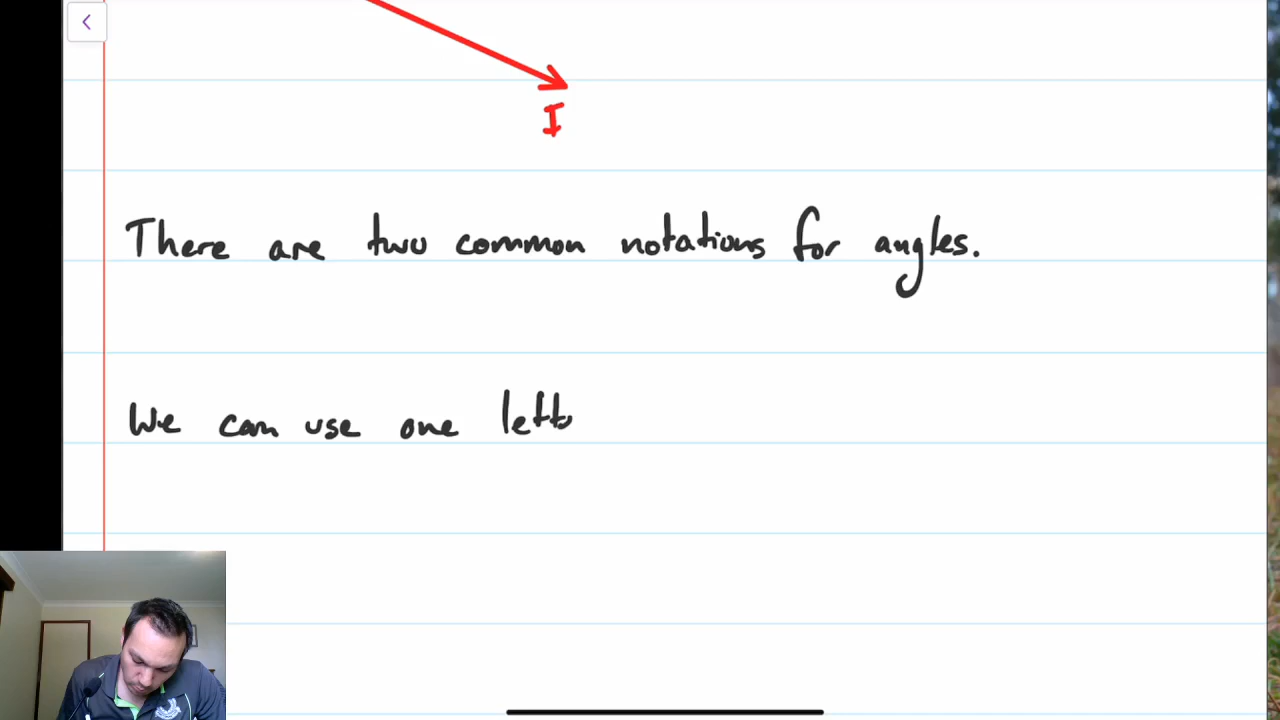 I
There are two common notations for angles.
We can use one lett